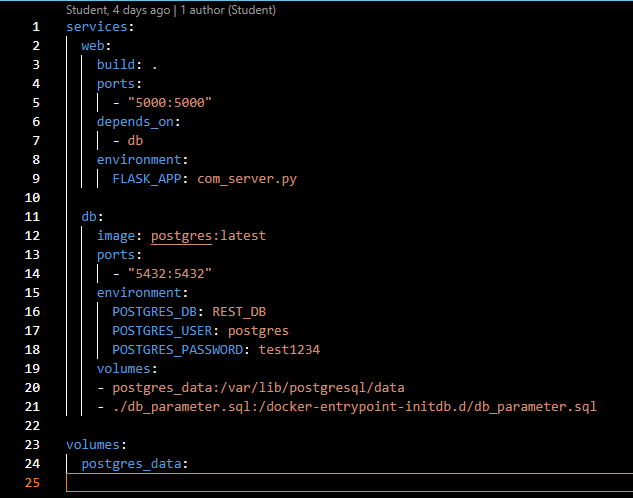 Student, 4 days ago | 1 author (Student)
1 services:
2   web:
3     build: .
4     ports:
5       - "5000:5000"
6     depends_on:
7       - db
8     environment:
9       FLASK_APP: com_server.py
10
11   db:
12     image: postgres:latest
13     ports:
14       - "5432:5432"
15     environment:
16       POSTGRES_DB: REST_DB
17       POSTGRES_USER: postgres
18       POSTGRES_PASSWORD: test1234
19     volumes:
20     - postgres_data:/var/lib/postgresql/data
21     - ./db_parameter.sql:/docker-entrypoint-initdb.d/db_parameter.sql
22
23 volumes:
24   postgres_data:
25